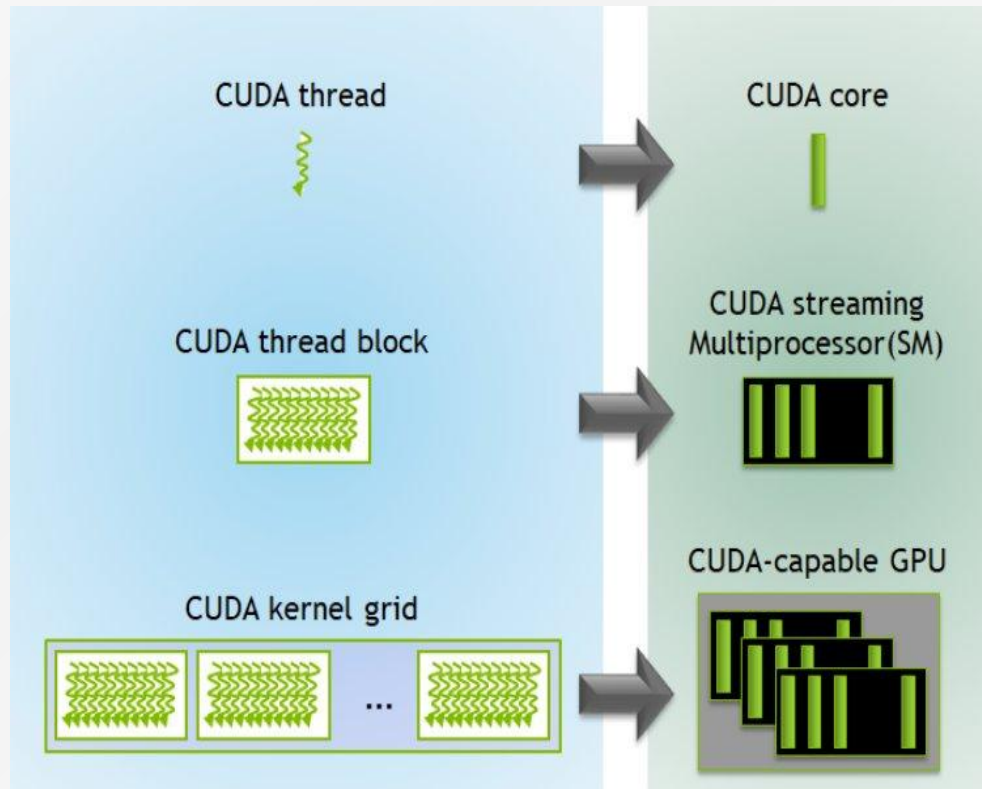 CUDA thread
CUDA core
CUDA thread block
CUDA streaming
Multiprocessor(SM)
CUDA kernel grid
...
CUDA-capable GPU